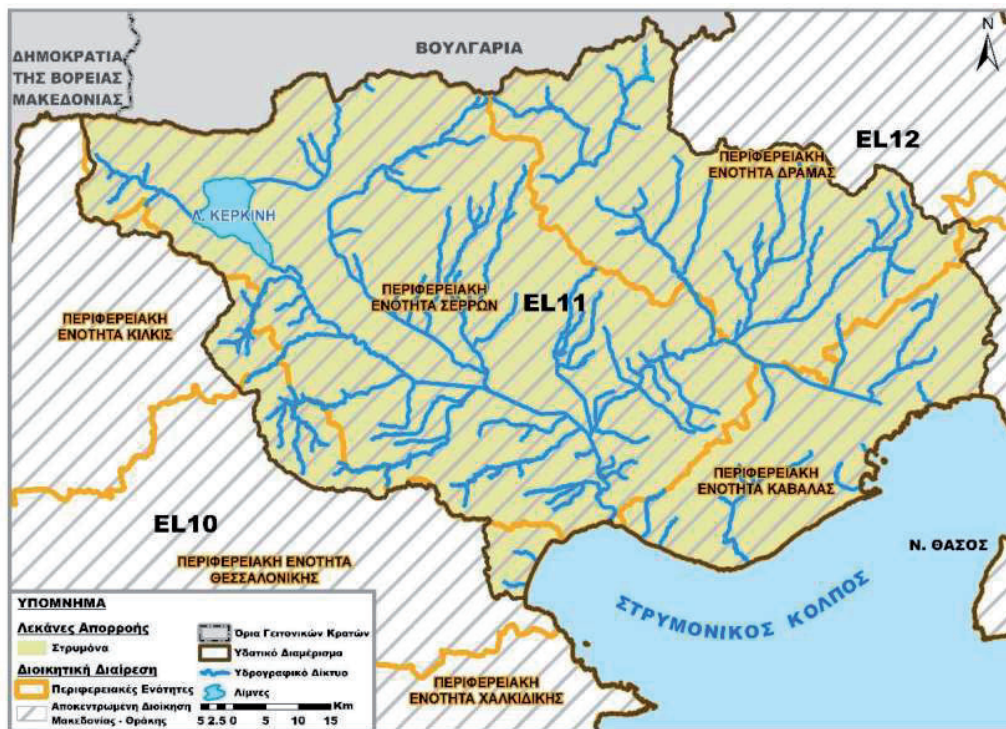 ΔΗΜΟΚΡΑΤΙΑ
ΤΗΣ ΒΟΡΕΙΑΣ
ΜΑΚΕΔΟΝΙΑΣ
ΒΟΥΛΓΑΡΙΑ
N
EL12
ΠΕΡΙΦΕΡΕΙΑΚΗ
ΕΝΟΤΗΤΑ ΔΡΑΜΑΣ
Λ. ΚΕΡΚΙΝΗ
ΠΕΡΙΦΕΡΕΙΑΚΗ
ΕΝΟΤΗΤΑ ΣΕΡΡΩΝ
EL11
ΠΕΡΙΦΕΡΕΙΑΚΗ
ΕΝΟΤΗΤΑ ΚΙΛΚΙΣ
ΠΕΡΙΦΕΡΕΙΑΚΗ
ΕΝΟΤΗΤΑ ΚΑΒΑΛΑΣ
EL10
ΠΕΡΙΦΕΡΕΙΑΚΗ ΕΝΟΤΗΤΑ
ΘΕΣΣΑΛΟΝΙΚΗΣ
Ν. ΘΑΣΟΣ
ΣΤΡΥΜΟΝΙΚΟΣ ΚΟΛΠΟΣ
ΠΕΡΙΦΕΡΕΙΑΚΗ
ΕΝΟΤΗΤΑ ΧΑΛΚΙΔΙΚΗΣ
ΥΠΟΜΝΗΜΑ
Λεκάνες Απορροής
Στρυμόνα
Διοικητική Διαίρεση
Περιφερειακές Ενότητες
Αποκεντρωμένη Διοίκηση
Μακεδονίας - Θράκης
Όρια Γειτονικών Κρατών
Υδατικό Διαμέρισμα
Υδρογραφικό Δίκτυο
Λίμνες
Km
5 2.5 0 5 10 15